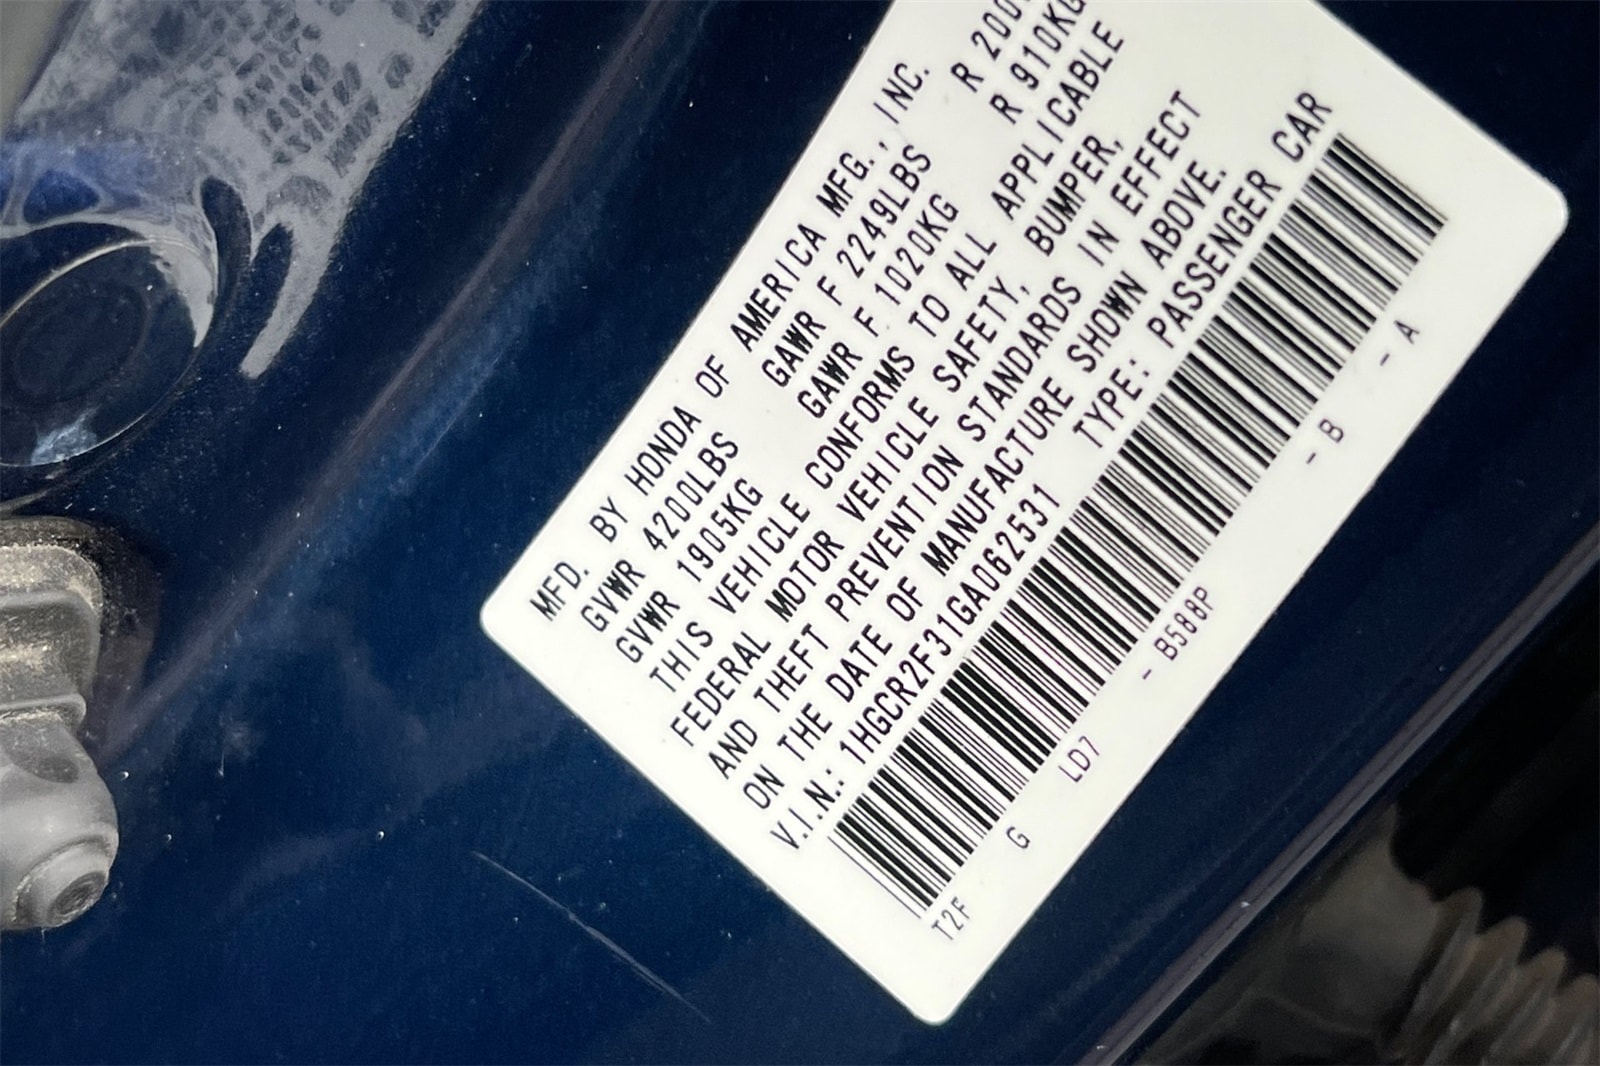 MFD. BY HONDA OF AMERICA MFG., INC.
GVWR 4200LBS GAWR F 2249LBS R
GVWR 1905KG GAWR F 1020KG R 910KG
THIS VEHICLE CONFORMS TO ALL APPLICABLE
FEDERAL MOTOR VEHICLE SAFETY, BUMPER,
AND THEFT PREVENTION STANDARDS IN EFFECT
ON THE DATE OF MANUFACTURE SHOWN ABOVE.
V.I.N.: 1HGCR2F31GA062531 TYPE: PASSENGER CAR
T2F G LD7 - B588P - B - A